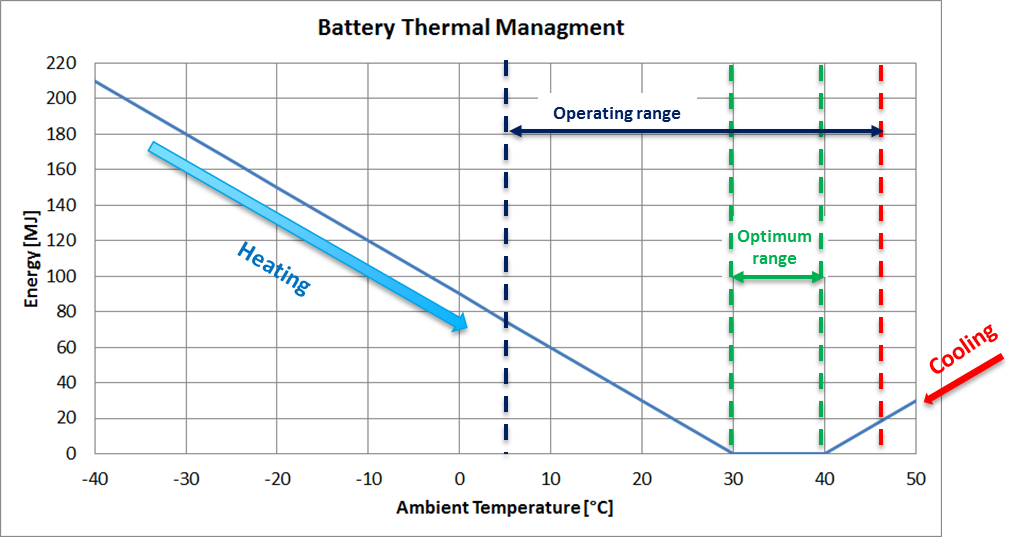 Battery Thermal Managment
220
200
180
160
140
120
100
80
60
40
20
0
Energy [MJ]
Operating range
Optimum
range
Heating
Cooling
-40 -30 -20 -10 0 10 20 30 40 50
Ambient Temperature [°C]